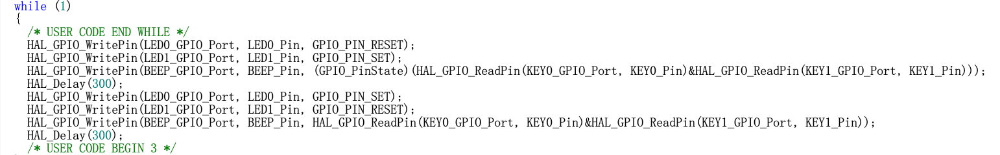 while (1)
{
/* USER CODE END WHILE */
HAL_GPIO_WritePin(LED0_GPIO_Port, LED0_Pin, GPIO_PIN_RESET);
HAL_GPIO_WritePin(LED1_GPIO_Port, LED1_Pin, GPIO_PIN_SET);
HAL_GPIO_WritePin(BEEP_GPIO_Port, BEEP_Pin, (GPIO_PinState)(HAL_GPIO_ReadPin(KEY0_GPIO_Port, KEY0_Pin)&HAL_GPIO_ReadPin(KEY1_GPIO_Port, KEY1_Pin)));
HAL_Delay(300);
HAL_GPIO_WritePin(LED0_GPIO_Port, LED0_Pin, GPIO_PIN_SET);
HAL_GPIO_WritePin(LED1_GPIO_Port, LED1_Pin, GPIO_PIN_RESET);
HAL_GPIO_WritePin(BEEP_GPIO_Port, BEEP_Pin, HAL_GPIO_ReadPin(KEY0_GPIO_Port, KEY0_Pin)&HAL_GPIO_ReadPin(KEY1_GPIO_Port, KEY1_Pin));
HAL_Delay(300);
/* USER CODE BEGIN 3 */